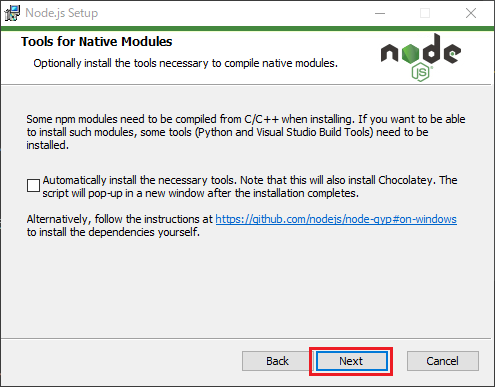 Node.js Setup
Tools for Native Modules
Optionally install the tools necessary to compile native modules.
node
JS
Some npm modules need to be compiled from C/C++ when installing. If you want to be able
to install such modules, some tools (Python and Visual Studio Build Tools) need to be
installed.
Automatically install the necessary tools. Note that this will also install Chocolatey. The
script will pop-up in a new window after the installation completes.
Alternatively, follow the instructions at https://github.com/nodejs/node-gyp#on-windows
to install the dependencies yourself.
Back
Next
Cancel